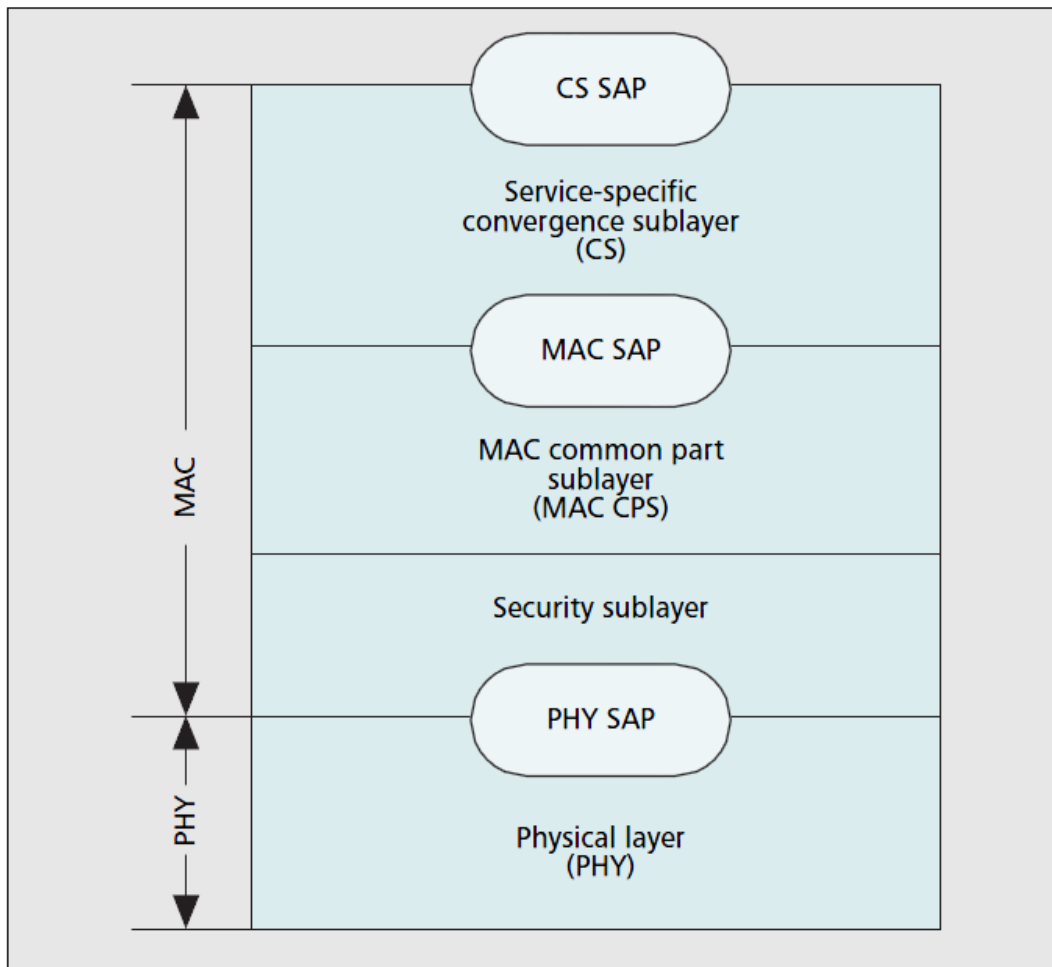 CS SAP
Service-specific
convergence sublayer
(CS)
MAC SAP
MAC common part
sublayer
(MAC CPS)
MAC
Security sublayer
PHY SAP
PHY
Physical layer
(PHY)